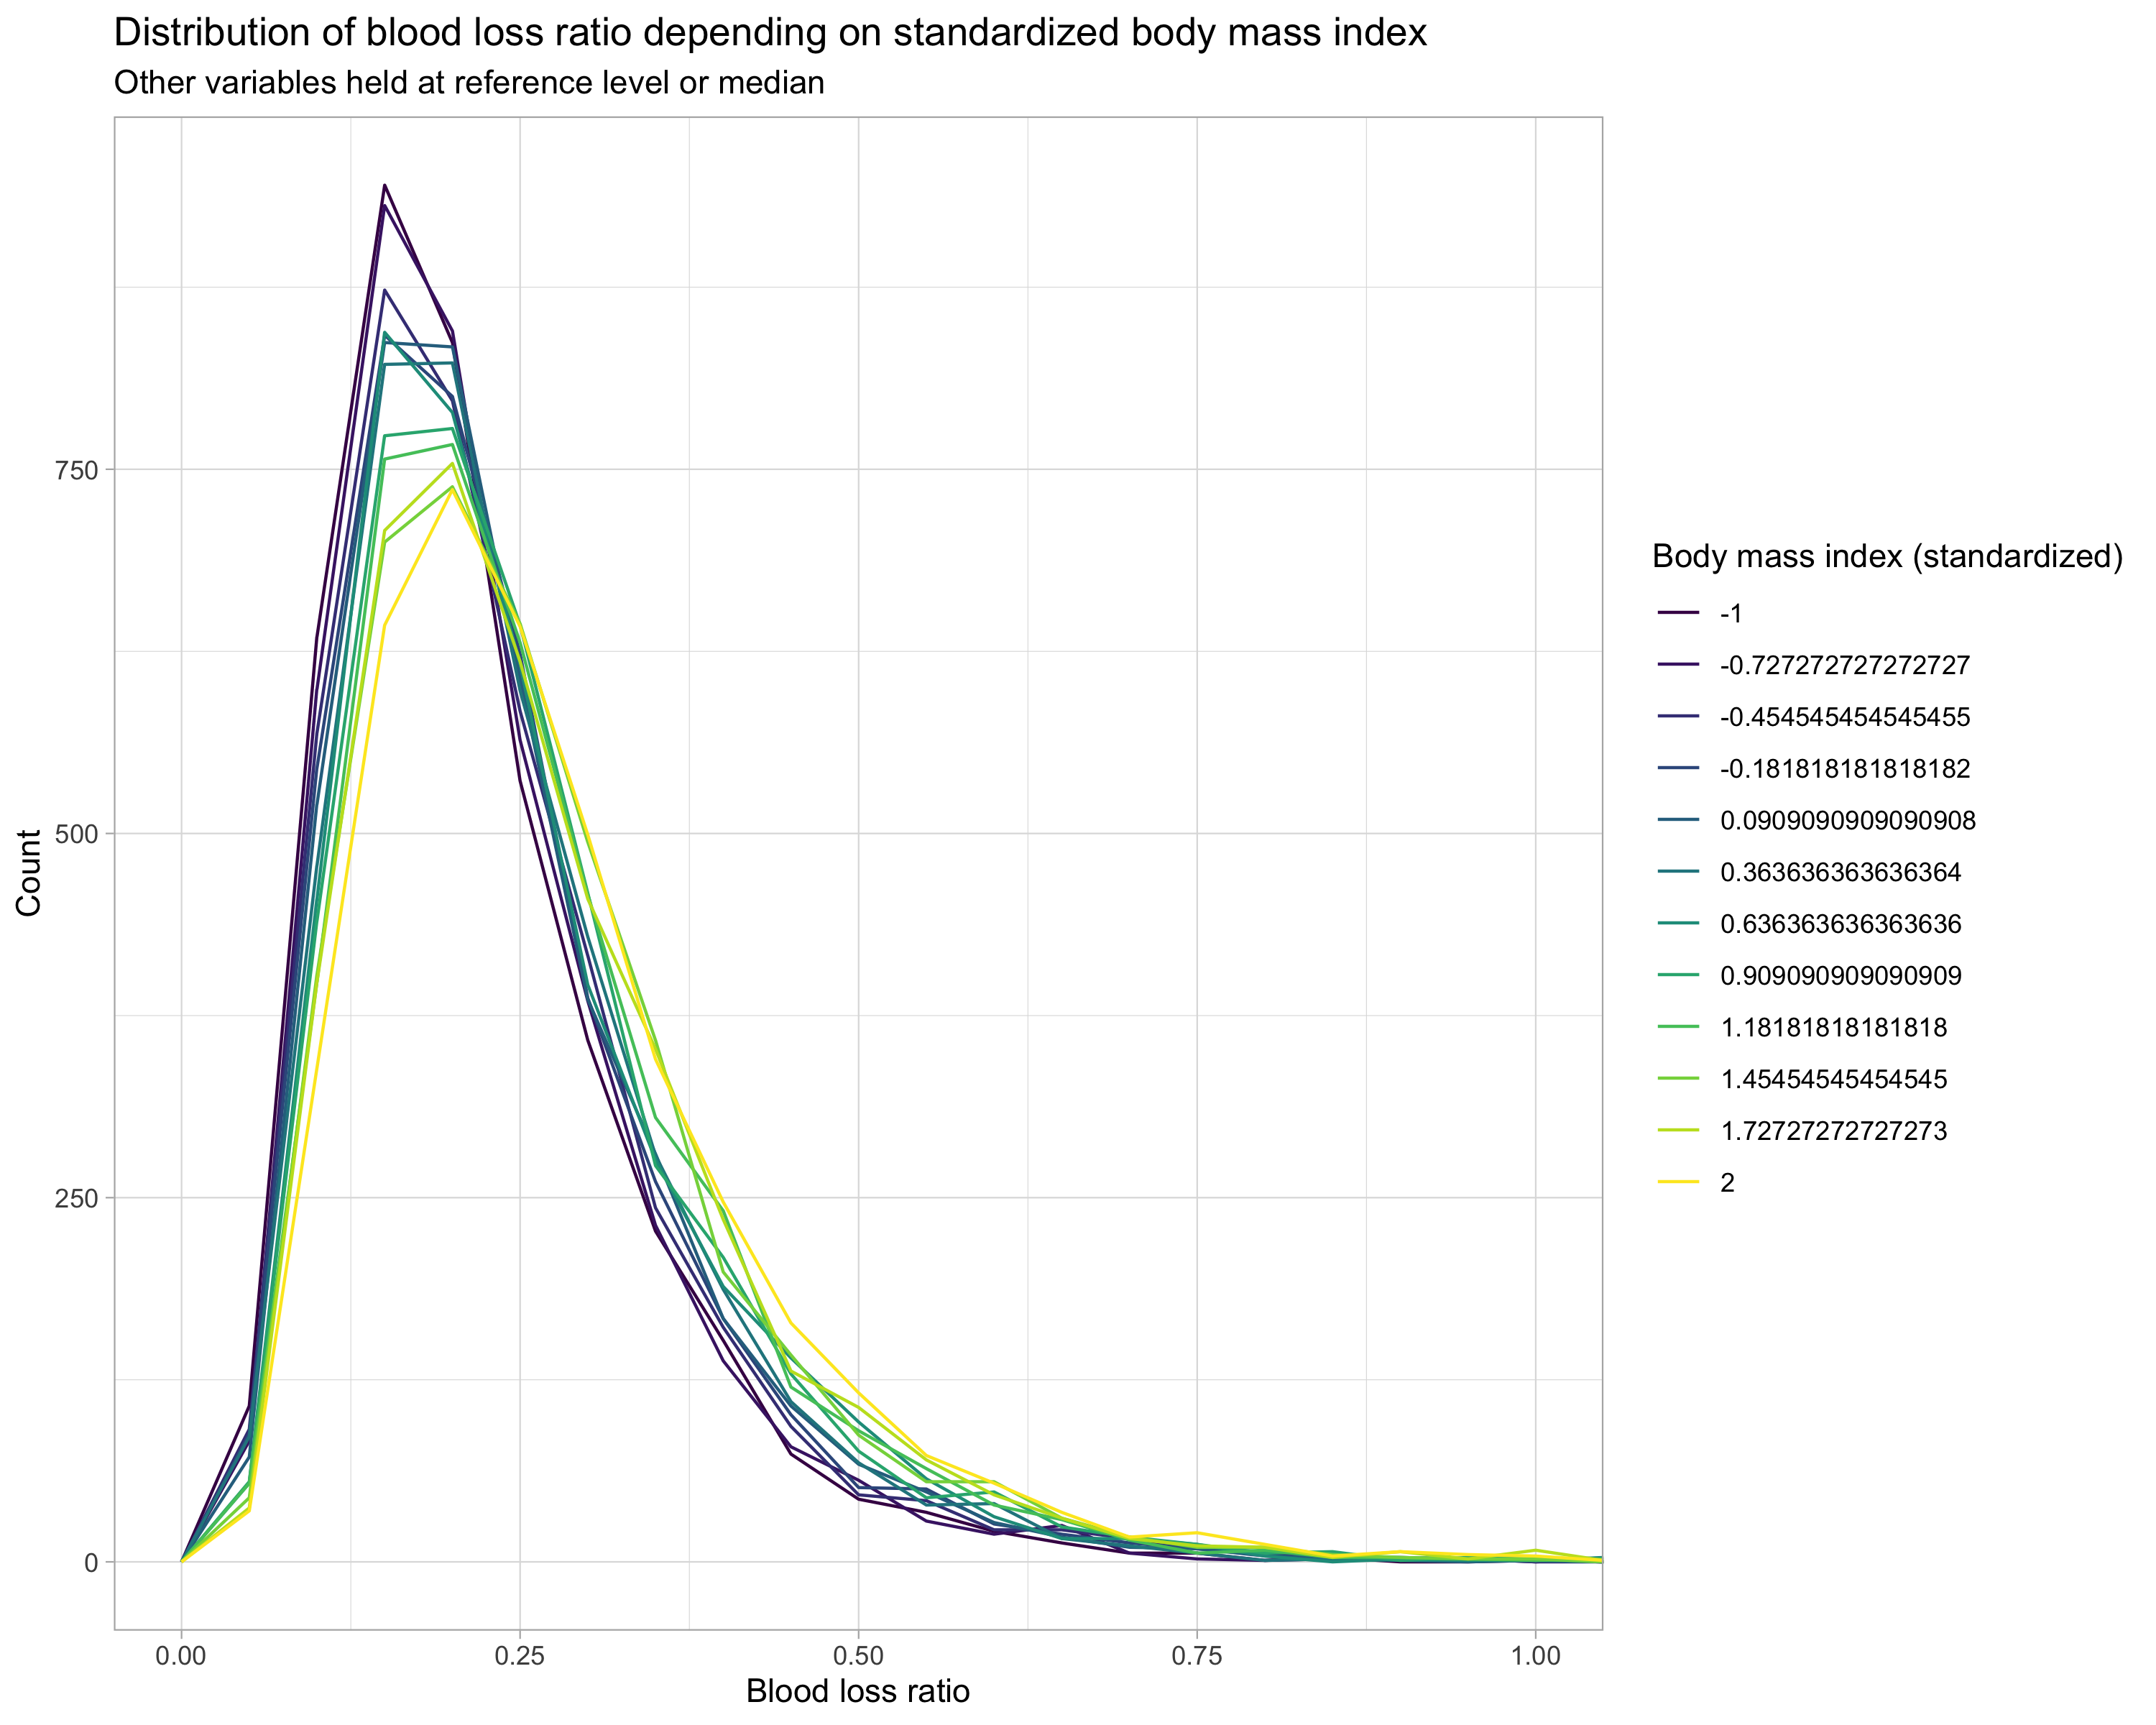 Distribution of blood loss ratio depending on standardized body mass index
Other variables held at reference level or median
750
500
250
0
Count
0.00 0.25 0.50 0.75 1.00
Blood loss ratio
Body mass index (standardized)
-1
-0.727272727272727
-0.454545454545455
-0.181818181818182
0.0909090909090908
0.363636363636364
0.636363636363636
0.909090909090909
1.18181818181818
1.45454545454545
1.72727272727273
2